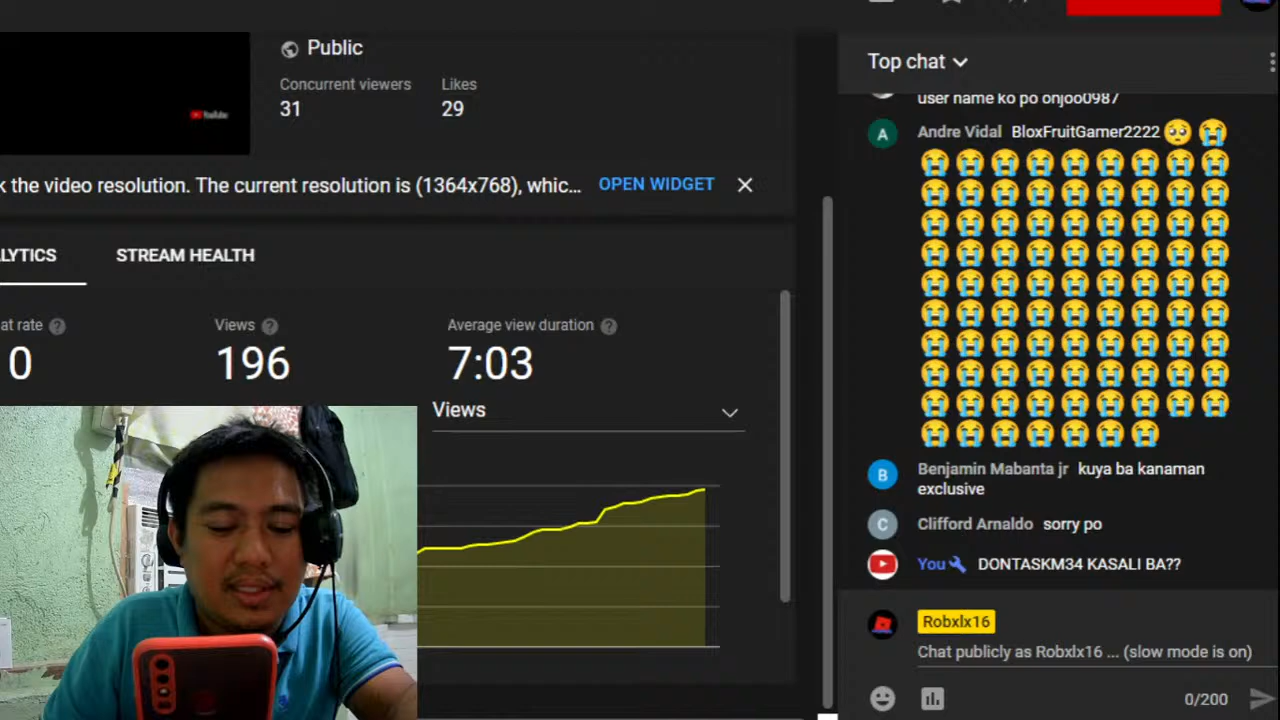 Public
Concurrent viewers
Likes
31
29
YouTube
k the video resolution. The current resolution is (1364x768), whic...
OPEN WIDGET
LYTICS
STREAM HEALTH
at rate
Views
Average view duration
0
196
7:03
Views
Top chat
user name ko po onjoo0987
A
Andre Vidal BloxFruitGamer2222
B
Benjamin Mabanta jr kuya ba kanaman
exclusive
C
Clifford Arnaldo sorry po
You DONTASKM34 KASALI BA??
Robxlx16
Chat publicly as Robxlx16 ... (slow mode is on)
0/200